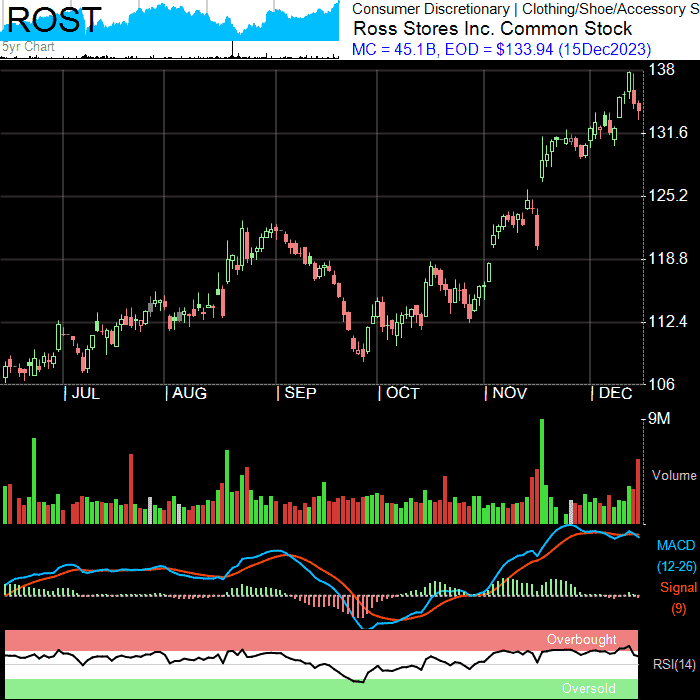 ROST
Consumer Discretionary | Clothing/Shoe/Accessory S
Ross Stores Inc. Common Stock
5yr Chart
MC = 45.1B, EOD = $133.94 (15Dec2023)
138
131.6
125.2
118.8
112.4
106
JUL AUG SEP OCT NOV DEC
9M
Volume
MACD
(12-26)
Signal
(9)
Overbought
RSI(14)
Oversold